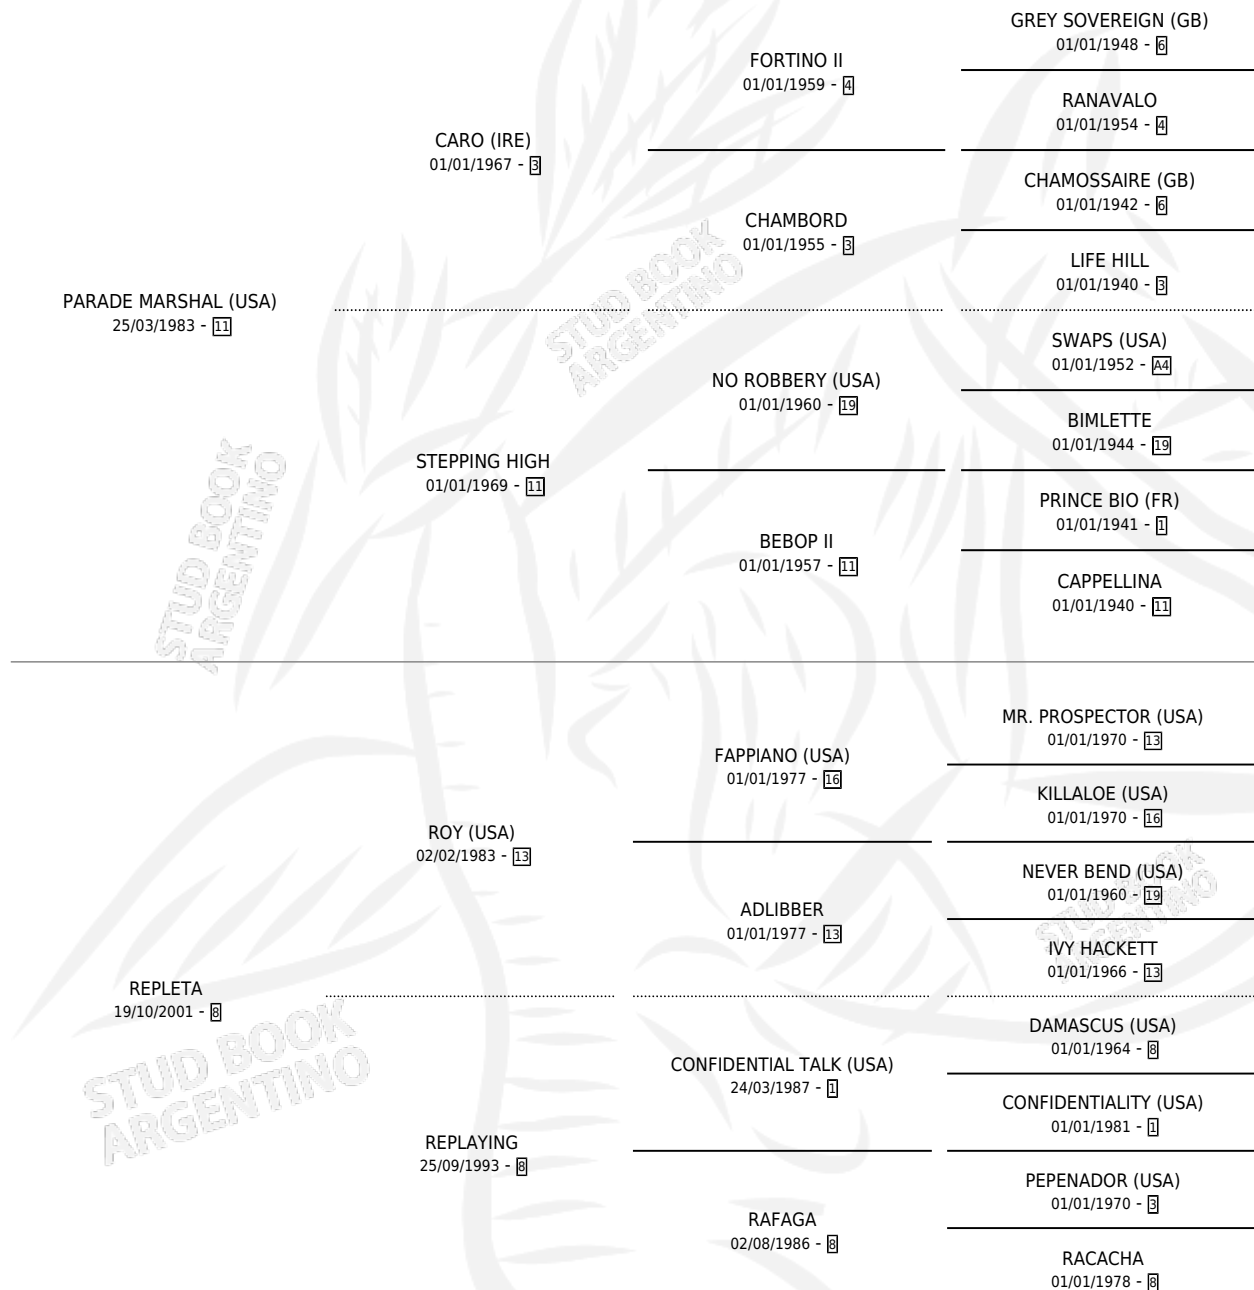 GREY SOVEREIGN (GB)
01/01/1948 - 6
FORTINO II
01/01/1959 - 4
RANAVALO
01/01/1954 - 4
CARO (IRE)
01/01/1967 - 3
CHAMOSSAIRE (GB)
01/01/1942 - 6
CHAMBORD
01/01/1955 - 3
LIFE HILL
01/01/1940 - 3
PARADE MARSHAL (USA)
25/03/1983 - 11
SWAPS (USA)
01/01/1952 - A4
NO ROBBERY (USA)
01/01/1960 - 19
BIMLETTE
01/01/1944 - 19
STEPPING HIGH
01/01/1969 - 11
PRINCE BIO (FR)
01/01/1941 - 1
BEBOP II
01/01/1957 - 11
CAPPELLINA
01/01/1940 - 11
MR. PROSPECTOR (USA)
01/01/1970 - 13
FAPPIANO (USA)
01/01/1977 - 16
KILLALOE (USA)
01/01/1970 - 16
ROY (USA)
02/02/1983 - 13
NEVER BEND (USA)
01/01/1960 - 19
ADLIBBER
01/01/1977 - 13
IVY HACKETT
01/01/1966 - 13
REPLETA
19/10/2001 - 8
DAMASCUS (USA)
01/01/1964 - 8
CONFIDENTIAL TALK (USA)
24/03/1987 - 1
CONFIDENTIALITY (USA)
01/01/1981 - 1
REPLAYING
25/09/1993 - 8
PEPENADOR (USA)
01/01/1970 - 3
RAFAGA
02/08/1986 - 8
RACACHA
01/01/1978 - 8
STUD BOOK
ARGENTINO
STUD BOOK
ARGENTINO
STUD BOOK
ARGENTINO
STUD BOOK
ARGENTINO